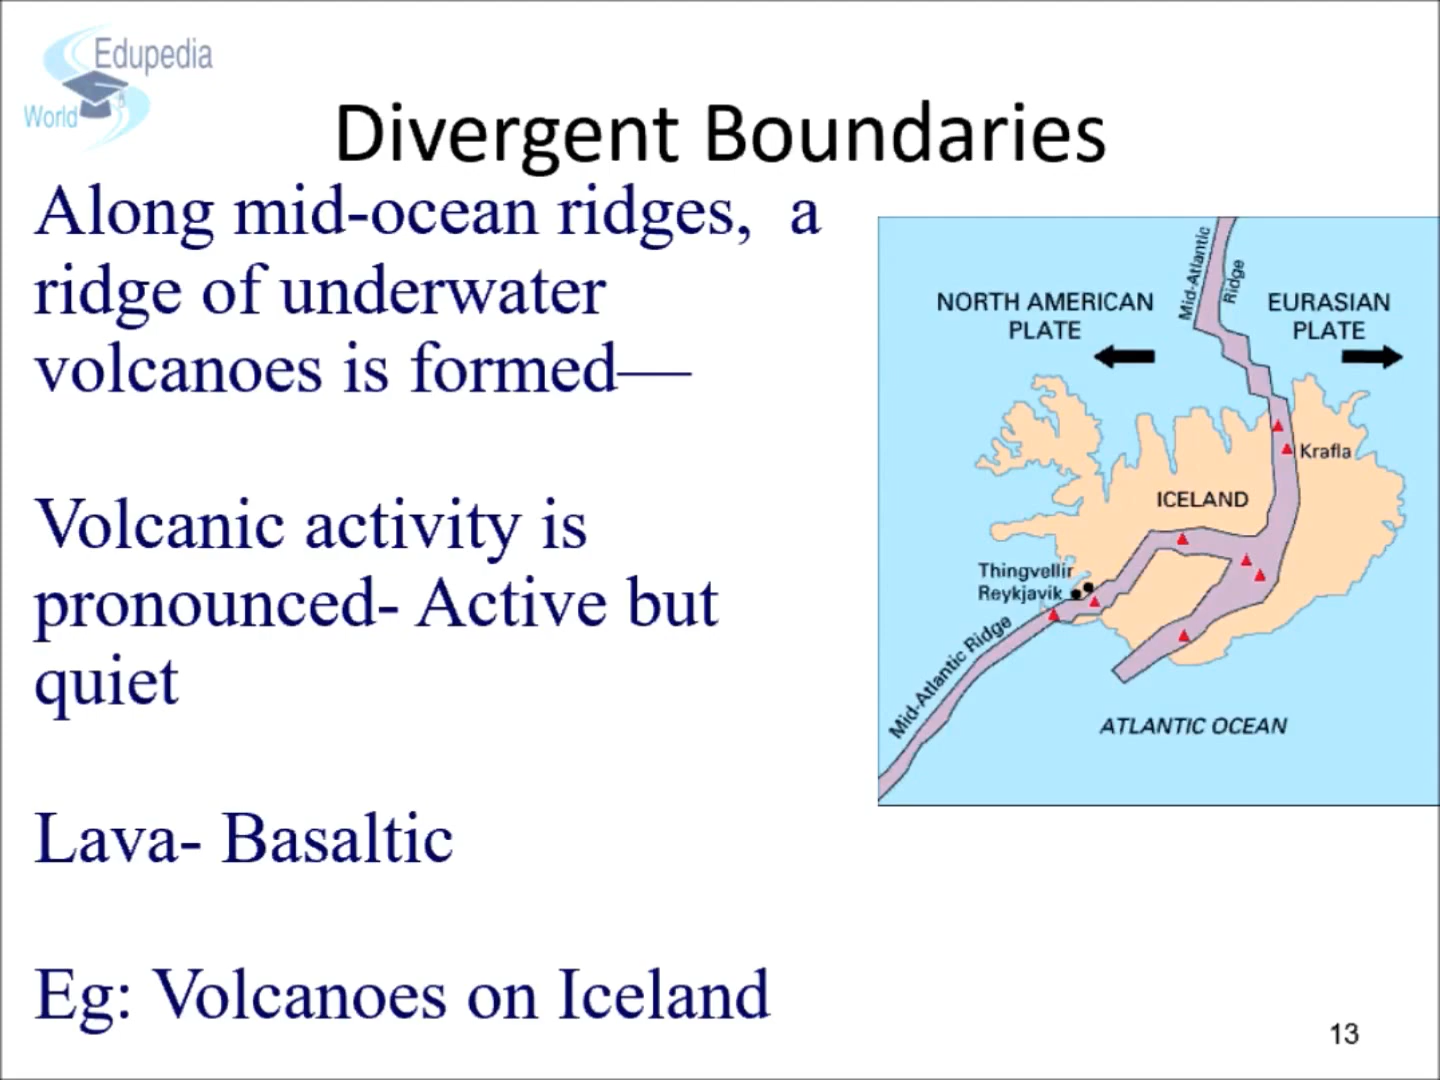 Edupedia
World
Divergent Boundaries
Along mid-ocean ridges,  a
ridge of underwater
volcanoes is formed—
Volcanic activity is
pronounced- Active but
quiet
Lava- Basaltic
Eg: Volcanoes on Iceland
Mid-Atlantic
Ridge
NORTH AMERICAN
PLATE
EURASIAN
PLATE
Krafla
ICELAND
Thingvellir
Reykjavik
Mid-Atlantic Ridge
ATLANTIC OCEAN
13